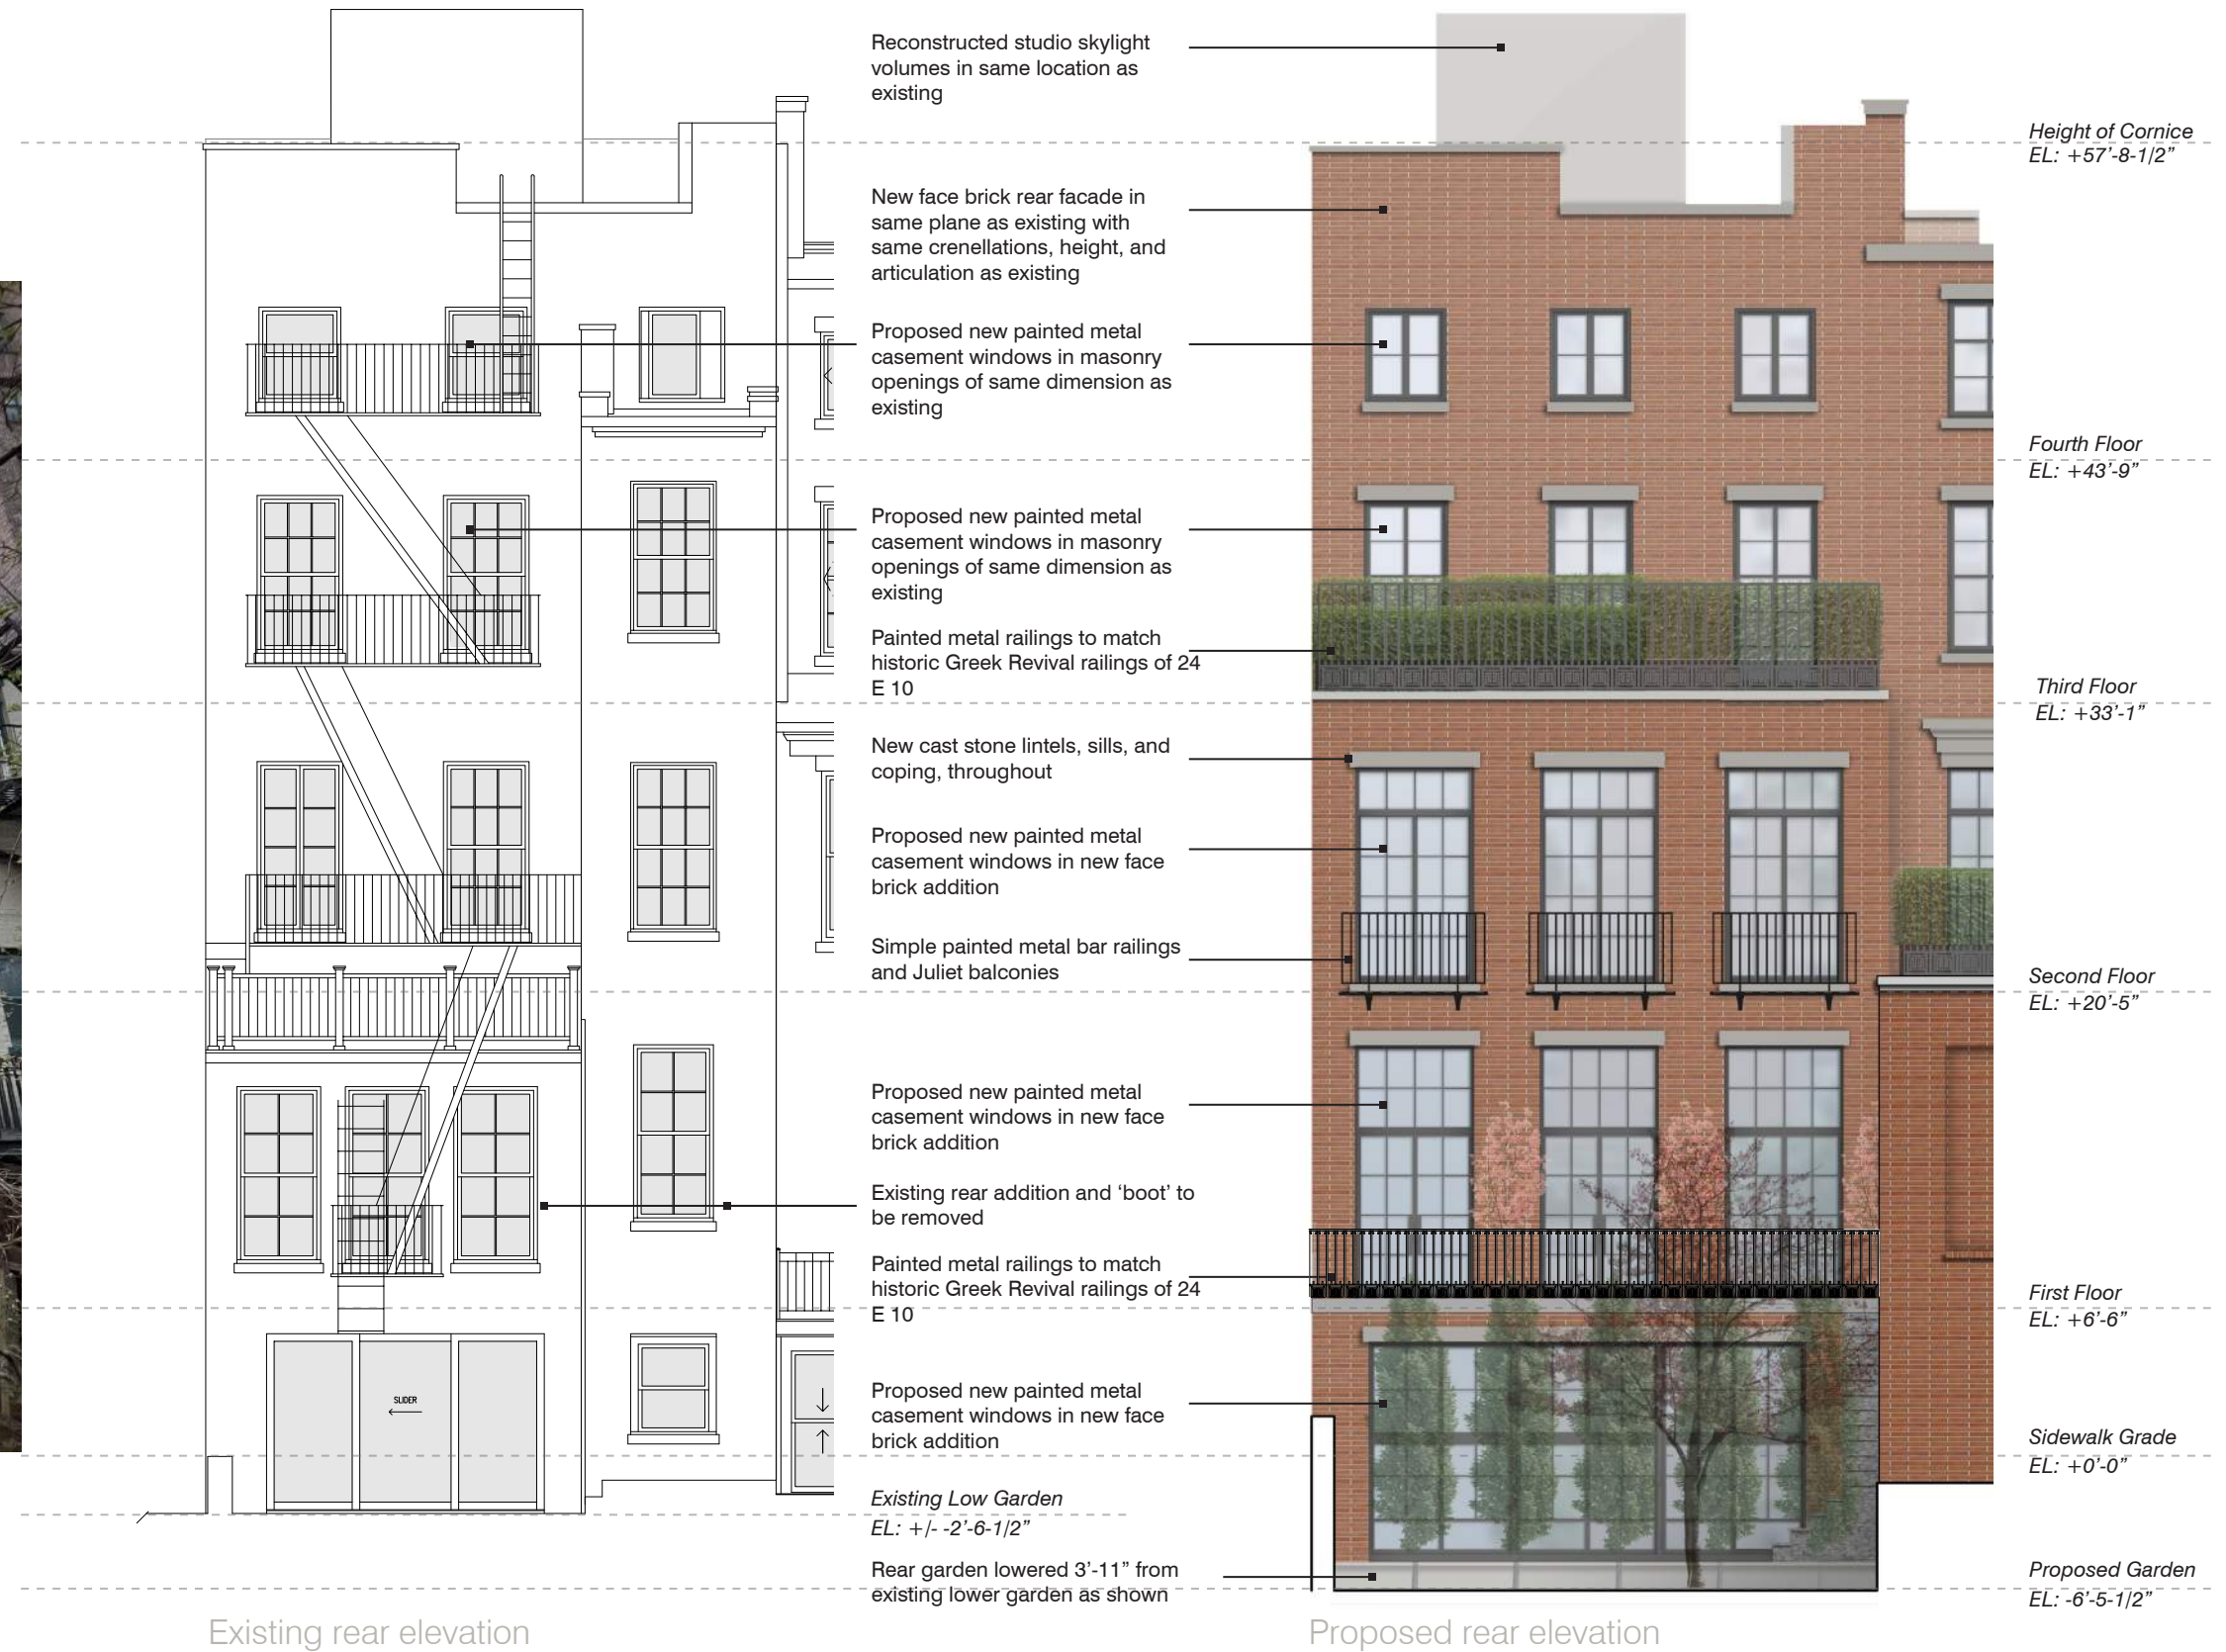 Reconstructed studio skylight
volumes in same location as
existing
New face brick rear facade in
same plane as existing with
same crenellations, height, and
articulation as existing
Proposed new painted metal
casement windows in masonry
openings of same dimension as
existing
Proposed new painted metal
casement windows in masonry
openings of same dimension as
existing
Painted metal railings to match
historic Greek Revival railings of 24
E 10
New cast stone lintels, sills, and
coping, throughout
Proposed new painted metal
casement windows in new face
brick addition
Simple painted metal bar railings
and Juliet balconies
Proposed new painted metal
casement windows in new face
brick addition
Existing rear addition and ‘boot’ to
be removed
Painted metal railings to match
historic Greek Revival railings of 24
E 10
Proposed new painted metal
casement windows in new face
brick addition
Existing Low Garden
EL: +/- -2’-6-1/2”
Rear garden lowered 3’-11” from
existing lower garden as shown
SLIDER
Height of Cornice
EL: +57’-8-1/2”
Fourth Floor
EL: +43’-9”
Third Floor
EL: +33’-1”
Second Floor
EL: +20’-5”
First Floor
EL: +6’-6”
Sidewalk Grade
EL: +0’-0”
Proposed Garden
EL: -6’-5-1/2”
Existing rear elevation
Proposed rear elevation